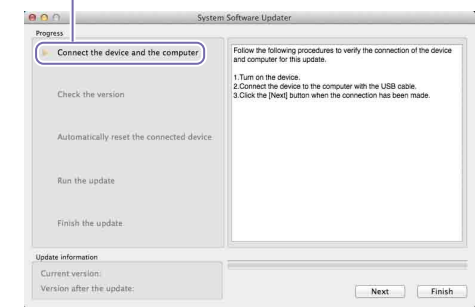 System Software Updater
Progress
Connect the device and the computer
Check the version
Automatically reset the connected device
Run the update
Finish the update
Follow the following procedures to verify the connection of the device
and computer for this update.
1.Turn on the device.
2.Connect the device to the computer with the USB cable.
3.Click the [Next] button when the connection has been made.
Update information
Current version:
Version after the update:
Next
Finish